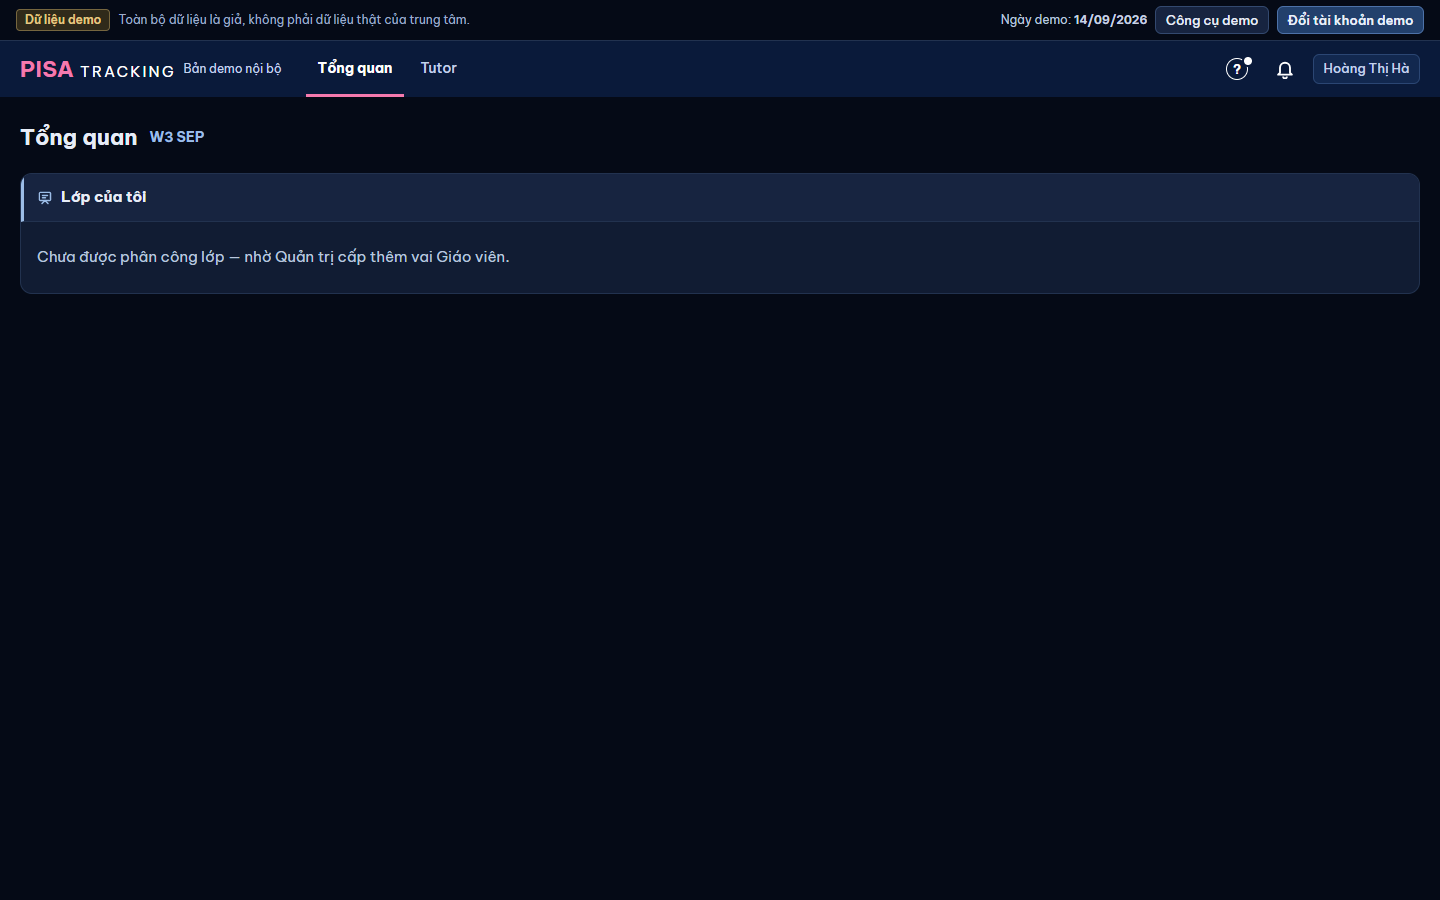 Dữ liệu demo Toàn bộ dữ liệu là giả, không phải dữ liệu thật của trung tâm. Ngày demo: 14/09/2026 Công cụ demo Đổi tài khoản demo
PISA TRACKING Bản demo nội bộ Tổng quan Tutor ? Hoàng Thị Hà
Tổng quan W3 SEP
Lớp của tôi
Chưa được phân công lớp — nhờ Quản trị cấp thêm vai Giáo viên.